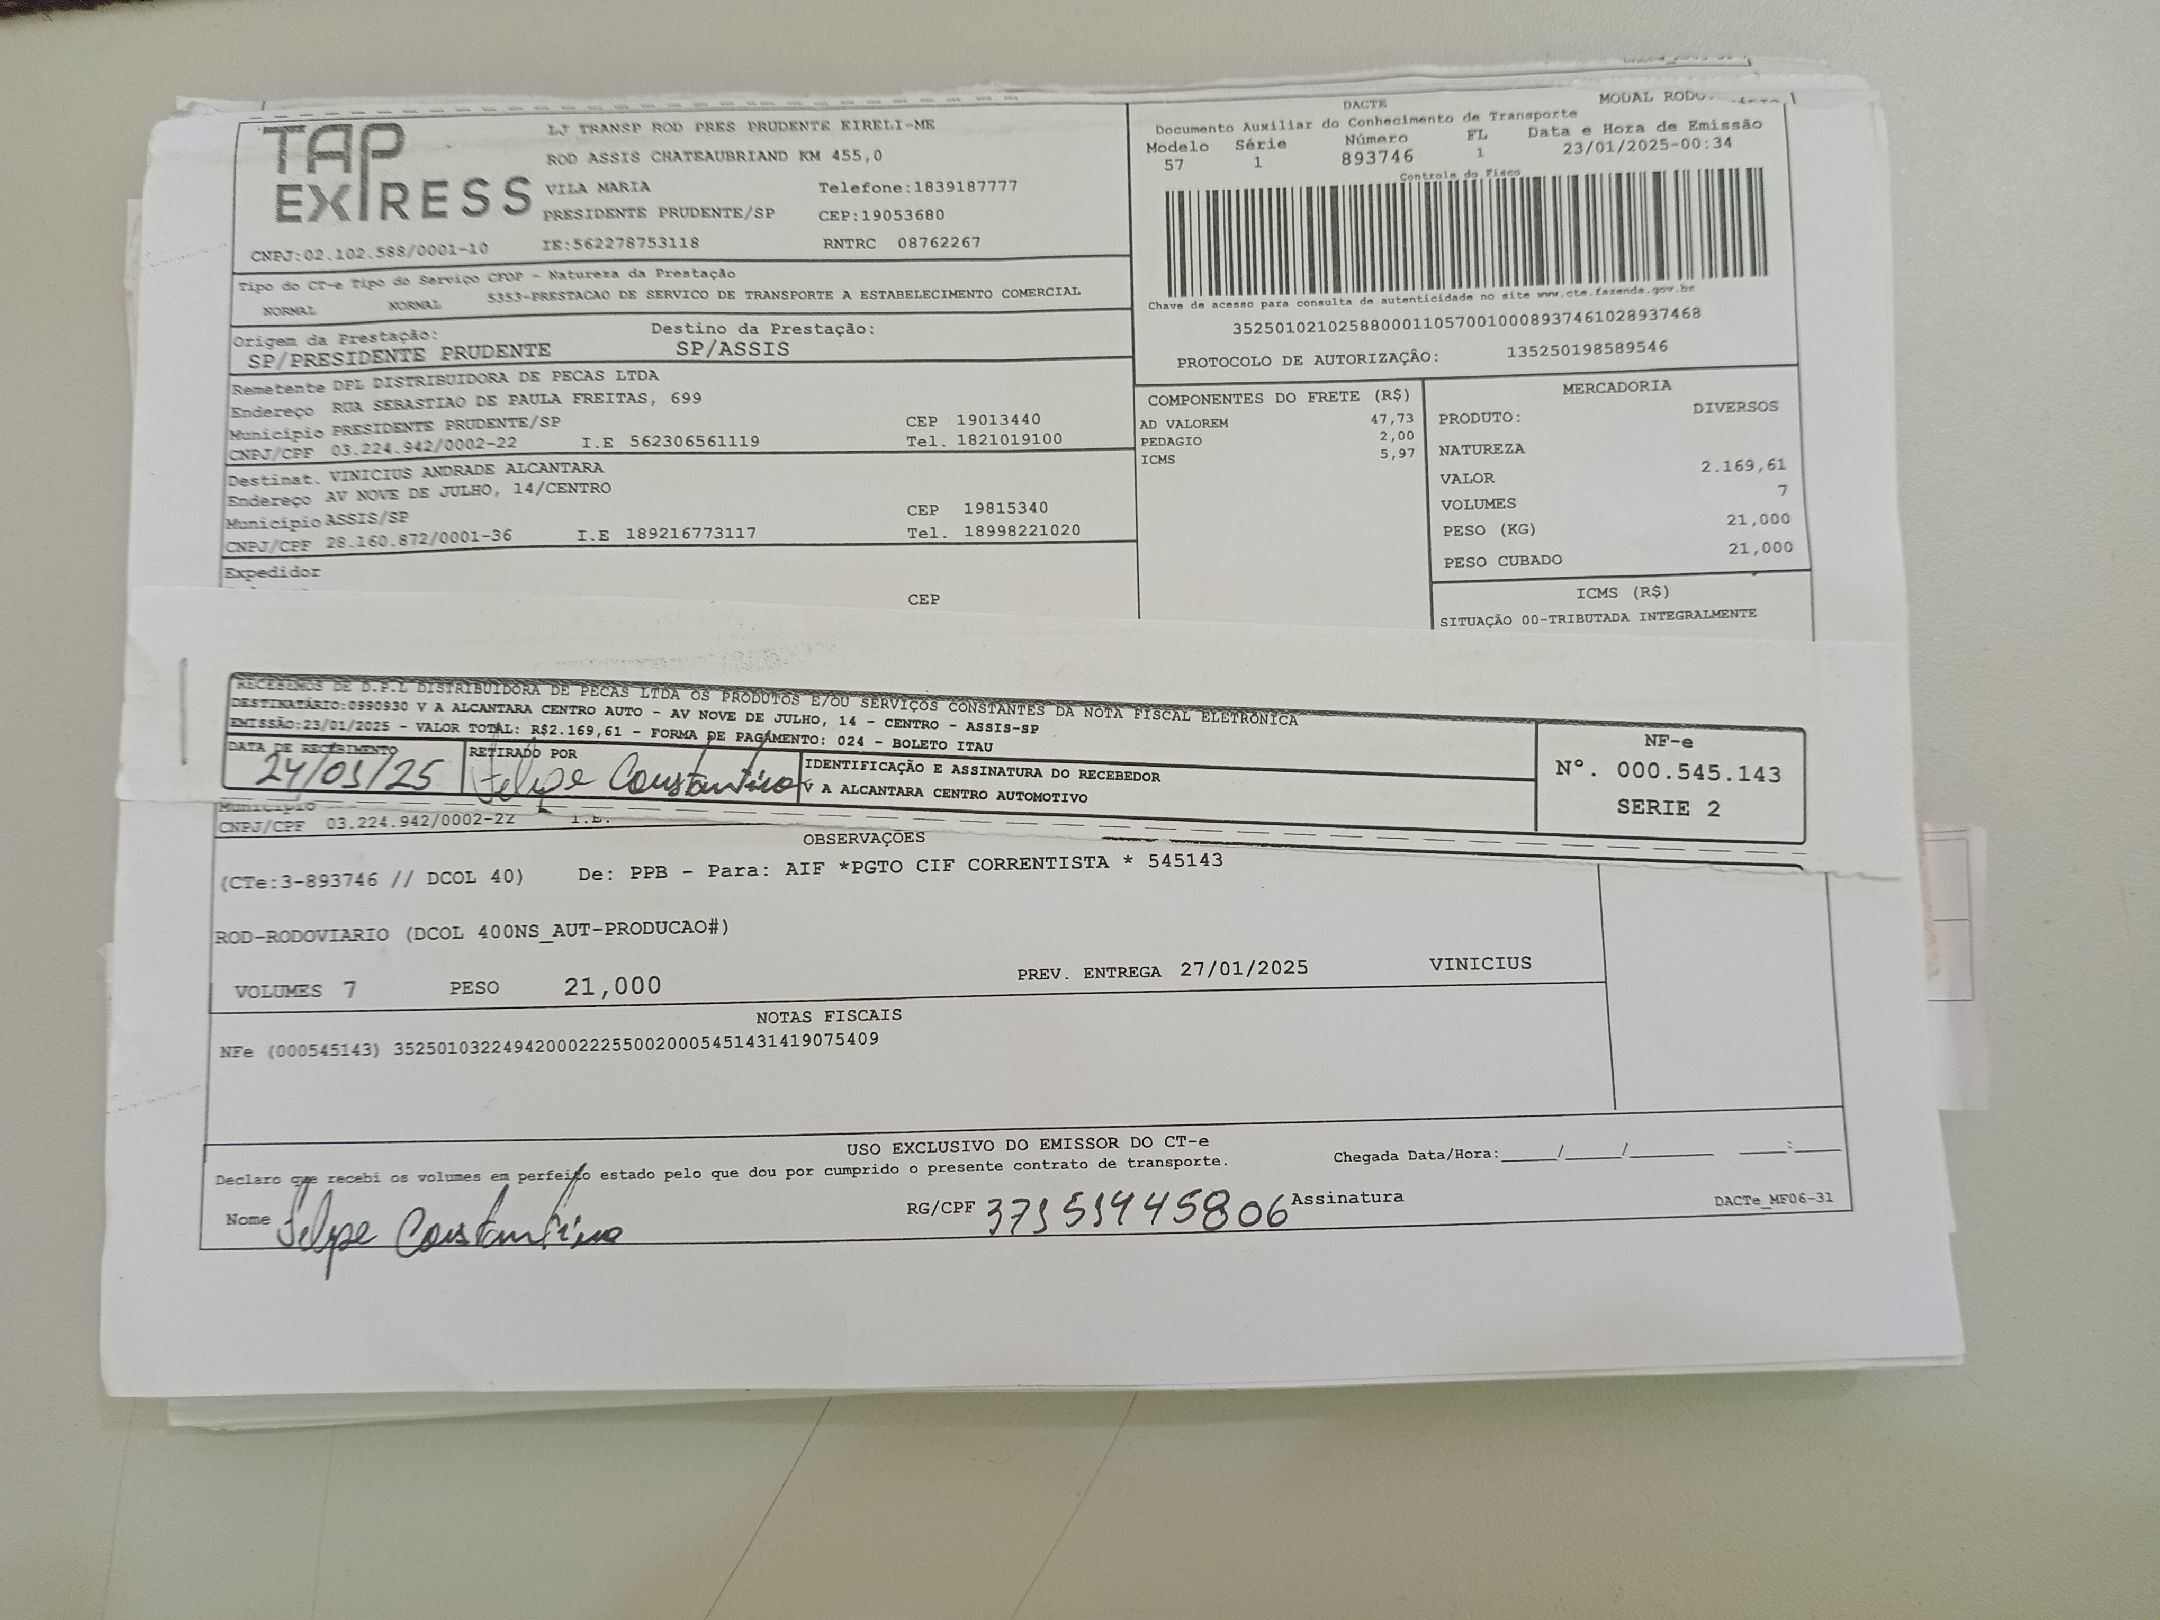 TAP EXPRESS
LJ TRANSP ROD PRES PRUDENTE EIRELI-ME
ROD ASSIS CHATEAUBRIAND KM 455,0
VILA MARIA Telefone:1839187777
PRESIDENTE PRUDENTE/SP CEP:19053680
CNPJ:02.102.588/0001-10 IE:562278753118 RNTRC 08762267
Tipo do CT-e Tipo do Serviço CFOP - Natureza da Prestação
NORMAL NORMAL 5353-PRESTACAO DE SERVICO DE TRANSPORTE A ESTABELECIMENTO COMERCIAL
Origem da Prestação: Destino da Prestação:
SP/PRESIDENTE PRUDENTE SP/ASSIS
Remetente DPL DISTRIBUIDORA DE PECAS LTDA
Endereço RUA SEBASTIAO DE PAULA FREITAS, 699
Município PRESIDENTE PRUDENTE/SP CEP 19013440
CNPJ/CPF 03.224.942/0002-22 I.E 562306561119 Tel. 1821019100
Destinat. VINICIUS ANDRADE ALCANTARA
Endereço AV NOVE DE JULHO, 14/CENTRO
Município ASSIS/SP CEP 19815340
CNPJ/CPF 28.160.872/0001-36 I.E 189216773117 Tel. 18998221020
Expedidor
CEP
DACTE MODAL
Documento Auxiliar do Conhecimento de Transporte
Modelo Série Número FL Data e Hora de Emissão
57 1 893746 1 23/01/2025-00:34
Controle do Fisco
Chave de acesso para consulta de autenticidade no site www.cte.fazenda.gov.br
35250102102588000110570010008937461028937468
PROTOCOLO DE AUTORIZAÇÃO: 135250198589546
COMPONENTES DO FRETE (R$)
AD VALOREM 47,73
PEDAGIO 2,00
ICMS 5,97
MERCADORIA
PRODUTO: DIVERSOS
NATUREZA
VALOR 2.169,61
VOLUMES 7
PESO (KG) 21,000
PESO CUBADO 21,000
ICMS (R$)
SITUAÇÃO 00-TRIBUTADA INTEGRALMENTE
RECEBEMOS DE D.P.L DISTRIBUIDORA DE PECAS LTDA OS PRODUTOS E/OU SERVIÇOS CONSTANTES DA NOTA FISCAL ELETRÔNICA
DESTINATÁRIO:0990930 V A ALCANTARA CENTRO AUTO - AV NOVE DE JULHO, 14 - CENTRO - ASSIS-SP
EMISSÃO:23/01/2025 - VALOR TOTAL: R$2.169,61 - FORMA DE PAGAMENTO: 024 - BOLETO ITAU
DATA DE RECEBIMENTO RETIRADO POR IDENTIFICAÇÃO E ASSINATURA DO RECEBEDOR
24/01/25 Felipe Constantino V A ALCANTARA CENTRO AUTOMOTIVO
NF-e
Nº. 000.545.143
SERIE 2
Município
CNPJ/CPF 03.224.942/0002-22 I.E.
OBSERVAÇÕES
(CTe:3-893746 // DCOL 40) De: PPB - Para: AIF *PGTO CIF CORRENTISTA * 545143
ROD-RODOVIARIO (DCOL 400NS_AUT-PRODUCAO#)
VOLUMES 7 PESO 21,000 PREV. ENTREGA 27/01/2025 VINICIUS
NOTAS FISCAIS
NFe (000545143) 35250103224942000222550020005451431419075409
USO EXCLUSIVO DO EMISSOR DO CT-e
Declaro que recebi os volumes em perfeito estado pelo que dou por cumprido o presente contrato de transporte. Chegada Data/Hora:_____/_____/________ ____:____
Nome Felipe Constantino RG/CPF 37151945806 Assinatura DACTe_MF06-31